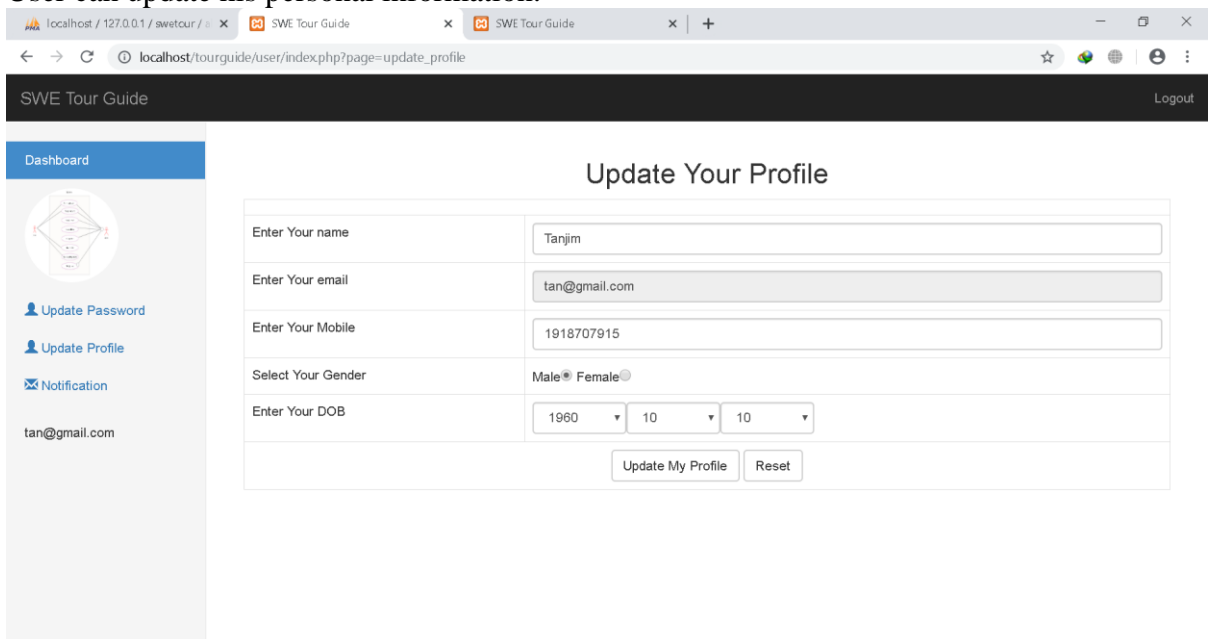 User can update his personal information.
localhost / 127.0.0.1 / swetour / a
SWE Tour Guide
SWE Tour Guide
localhost/tourguide/user/index.php?page=update_profile
SWE Tour Guide
Logout
Dashboard
Update Your Profile
Enter Your name
Tanjim
Enter Your email
tan@gmail.com
Update Password
Enter Your Mobile
1918707915
Update Profile
Select Your Gender
Male Female
Notification
Enter Your DOB
1960 10 10
tan@gmail.com
Update My Profile Reset